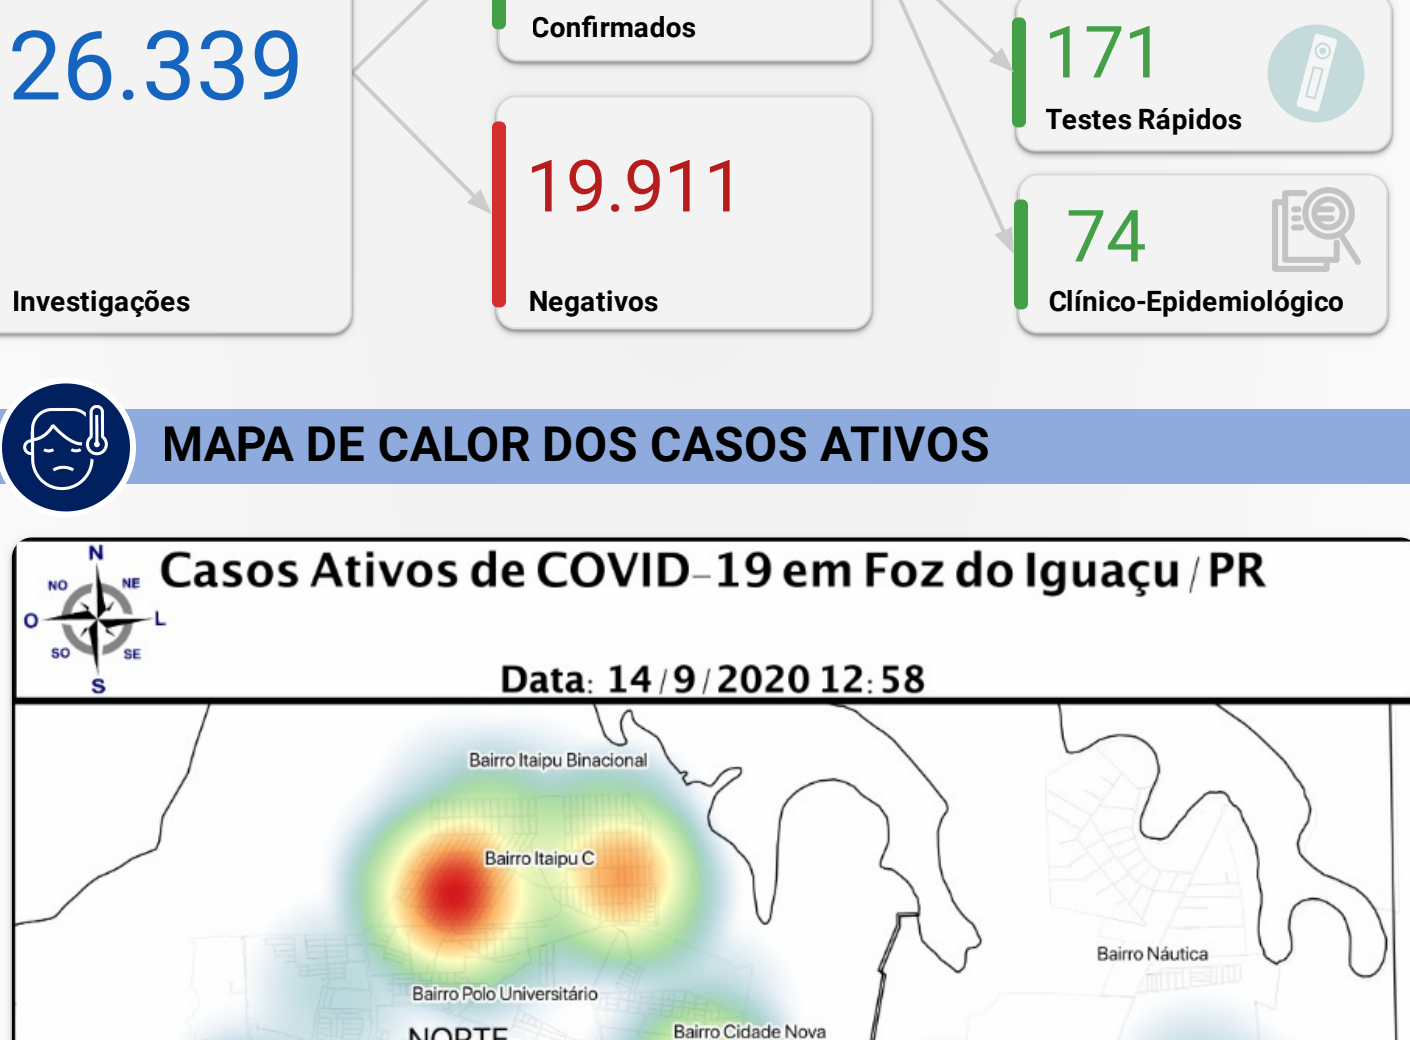 26.339
Investigações
Confirmados
19.911
Negativos
171
Testes Rápidos
74
Clínico-Epidemiológico
MAPA DE CALOR DOS CASOS ATIVOS
Casos Ativos de COVID-19 em Foz do Iguaçu / PR
Data: 14/9/2020 12:58
N
NO
NE
O
L
SO
SE
S
Bairro Itaipu Binacional
Bairro Itaipu C
Bairro Náutica
Bairro Polo Universitário
Bairro Cidade Nova
NORTE